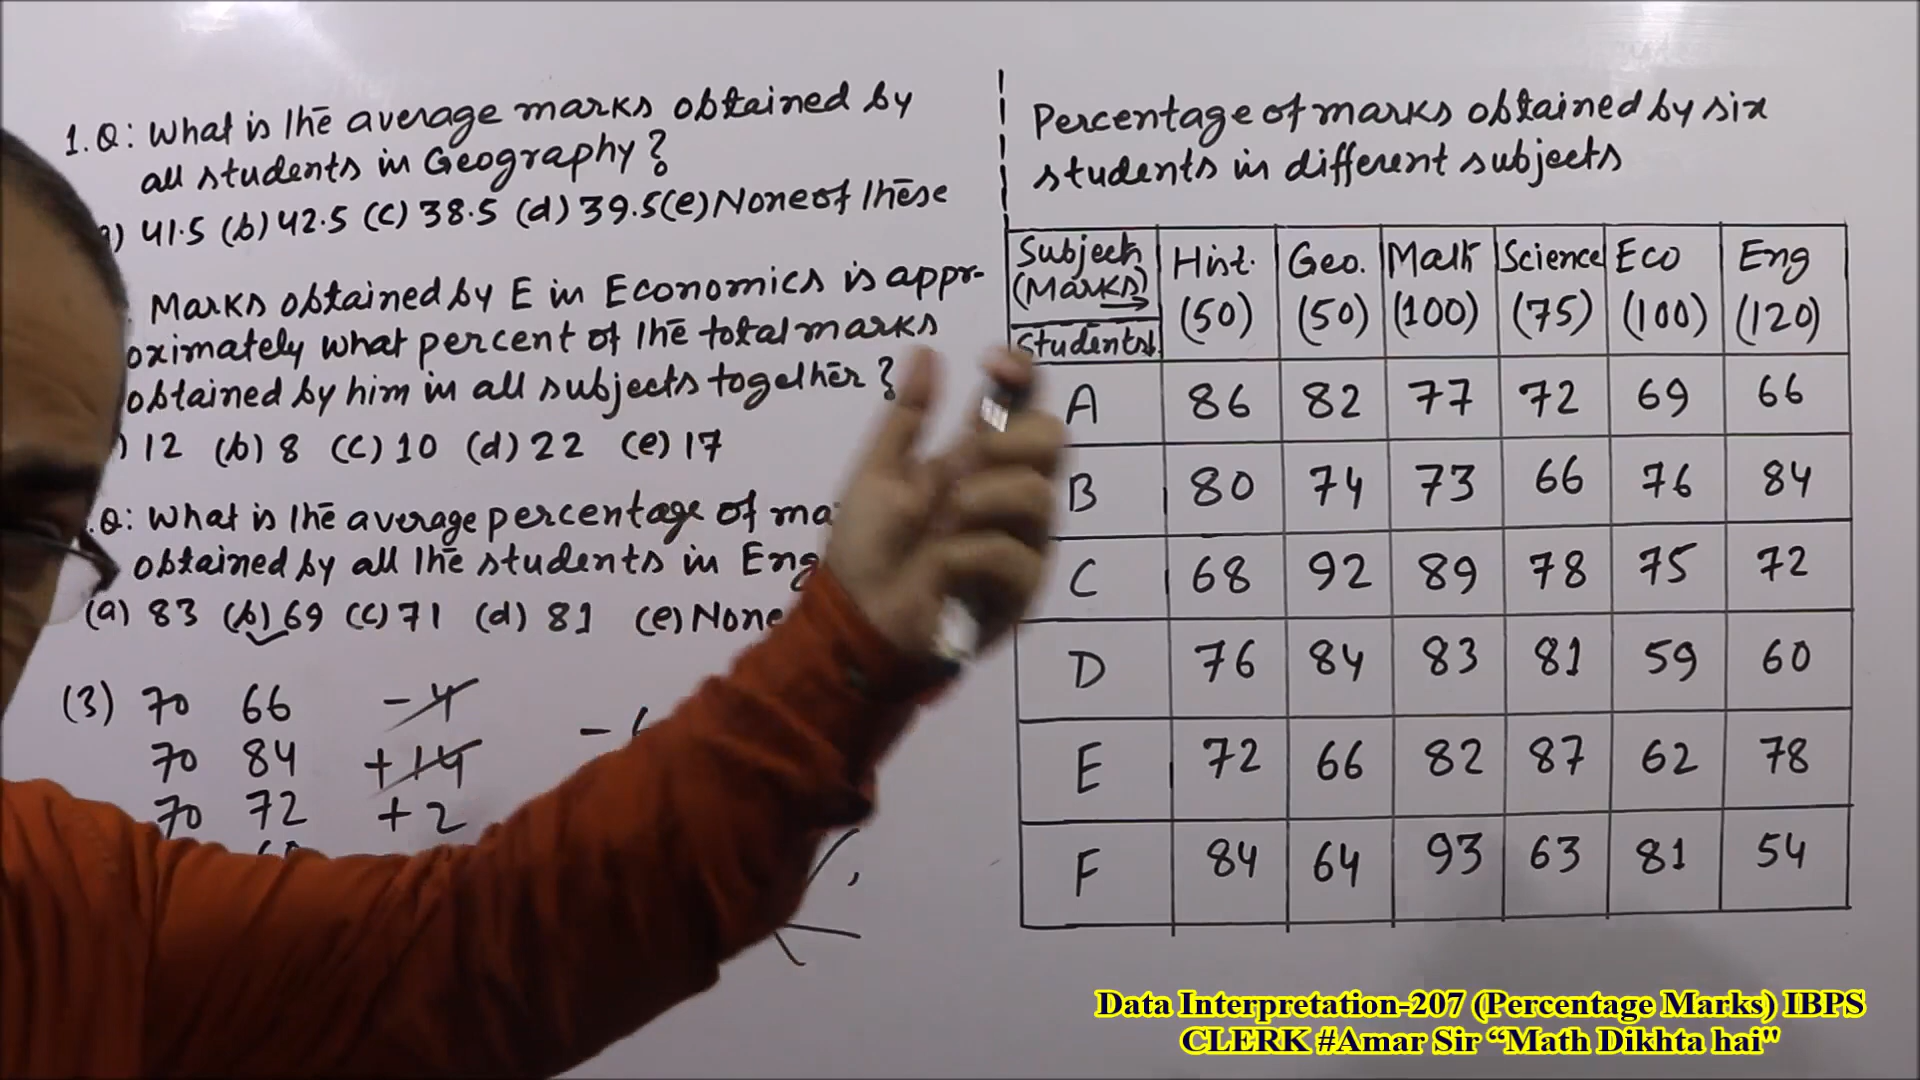 1.Q: What is the average marks obtained by
all students in Geography?
) 41.5 (b) 42.5 (c) 38.5 (d) 39.5 (e) None of these
Marks obtained by E in Economics is appr-
oximately what percent of the total marks
obtained by him in all subjects together?
) 12 (b) 8 (c) 10 (d) 22 (e) 17
.Q: What is the average percentage of ma
obtained by all the students in Eng
(a) 83 (b) 69 (c) 71 (d) 81 (e) None
(3) 70 66 -4
70 84 +14
70 72 +2
Percentage of marks obtained by six
students in different subjects
Subject (Marks) → Students ↓ Hist. (50) Geo. (50) Math (100) Science (75) Eco (100) Eng (120)
A 86 82 77 72 69 66
B 80 74 73 66 76 84
C 68 92 89 78 75 72
D 76 84 83 81 59 60
E 72 66 82 87 62 78
F 84 64 93 63 81 54
Data Interpretation-207 (Percentage Marks) IBPS
CLERK #Amar Sir “Math Dikhta hai"